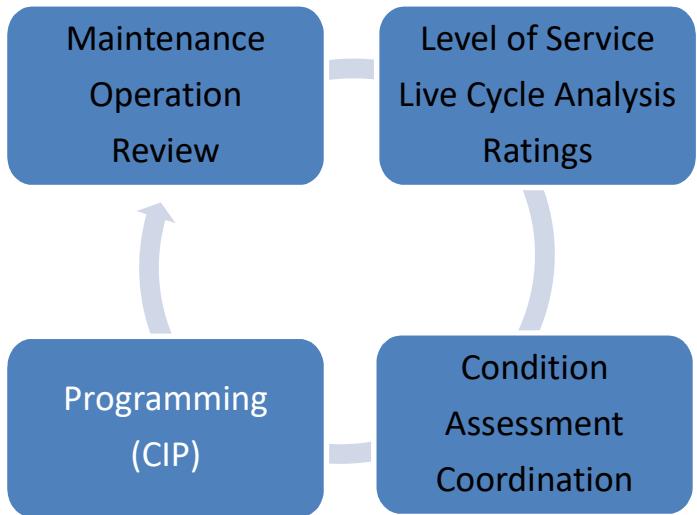 Maintenance
Operation
Review
Level of Service
Live Cycle Analysis
Ratings
Programming
(CIP)
Condition
Assessment
Coordination